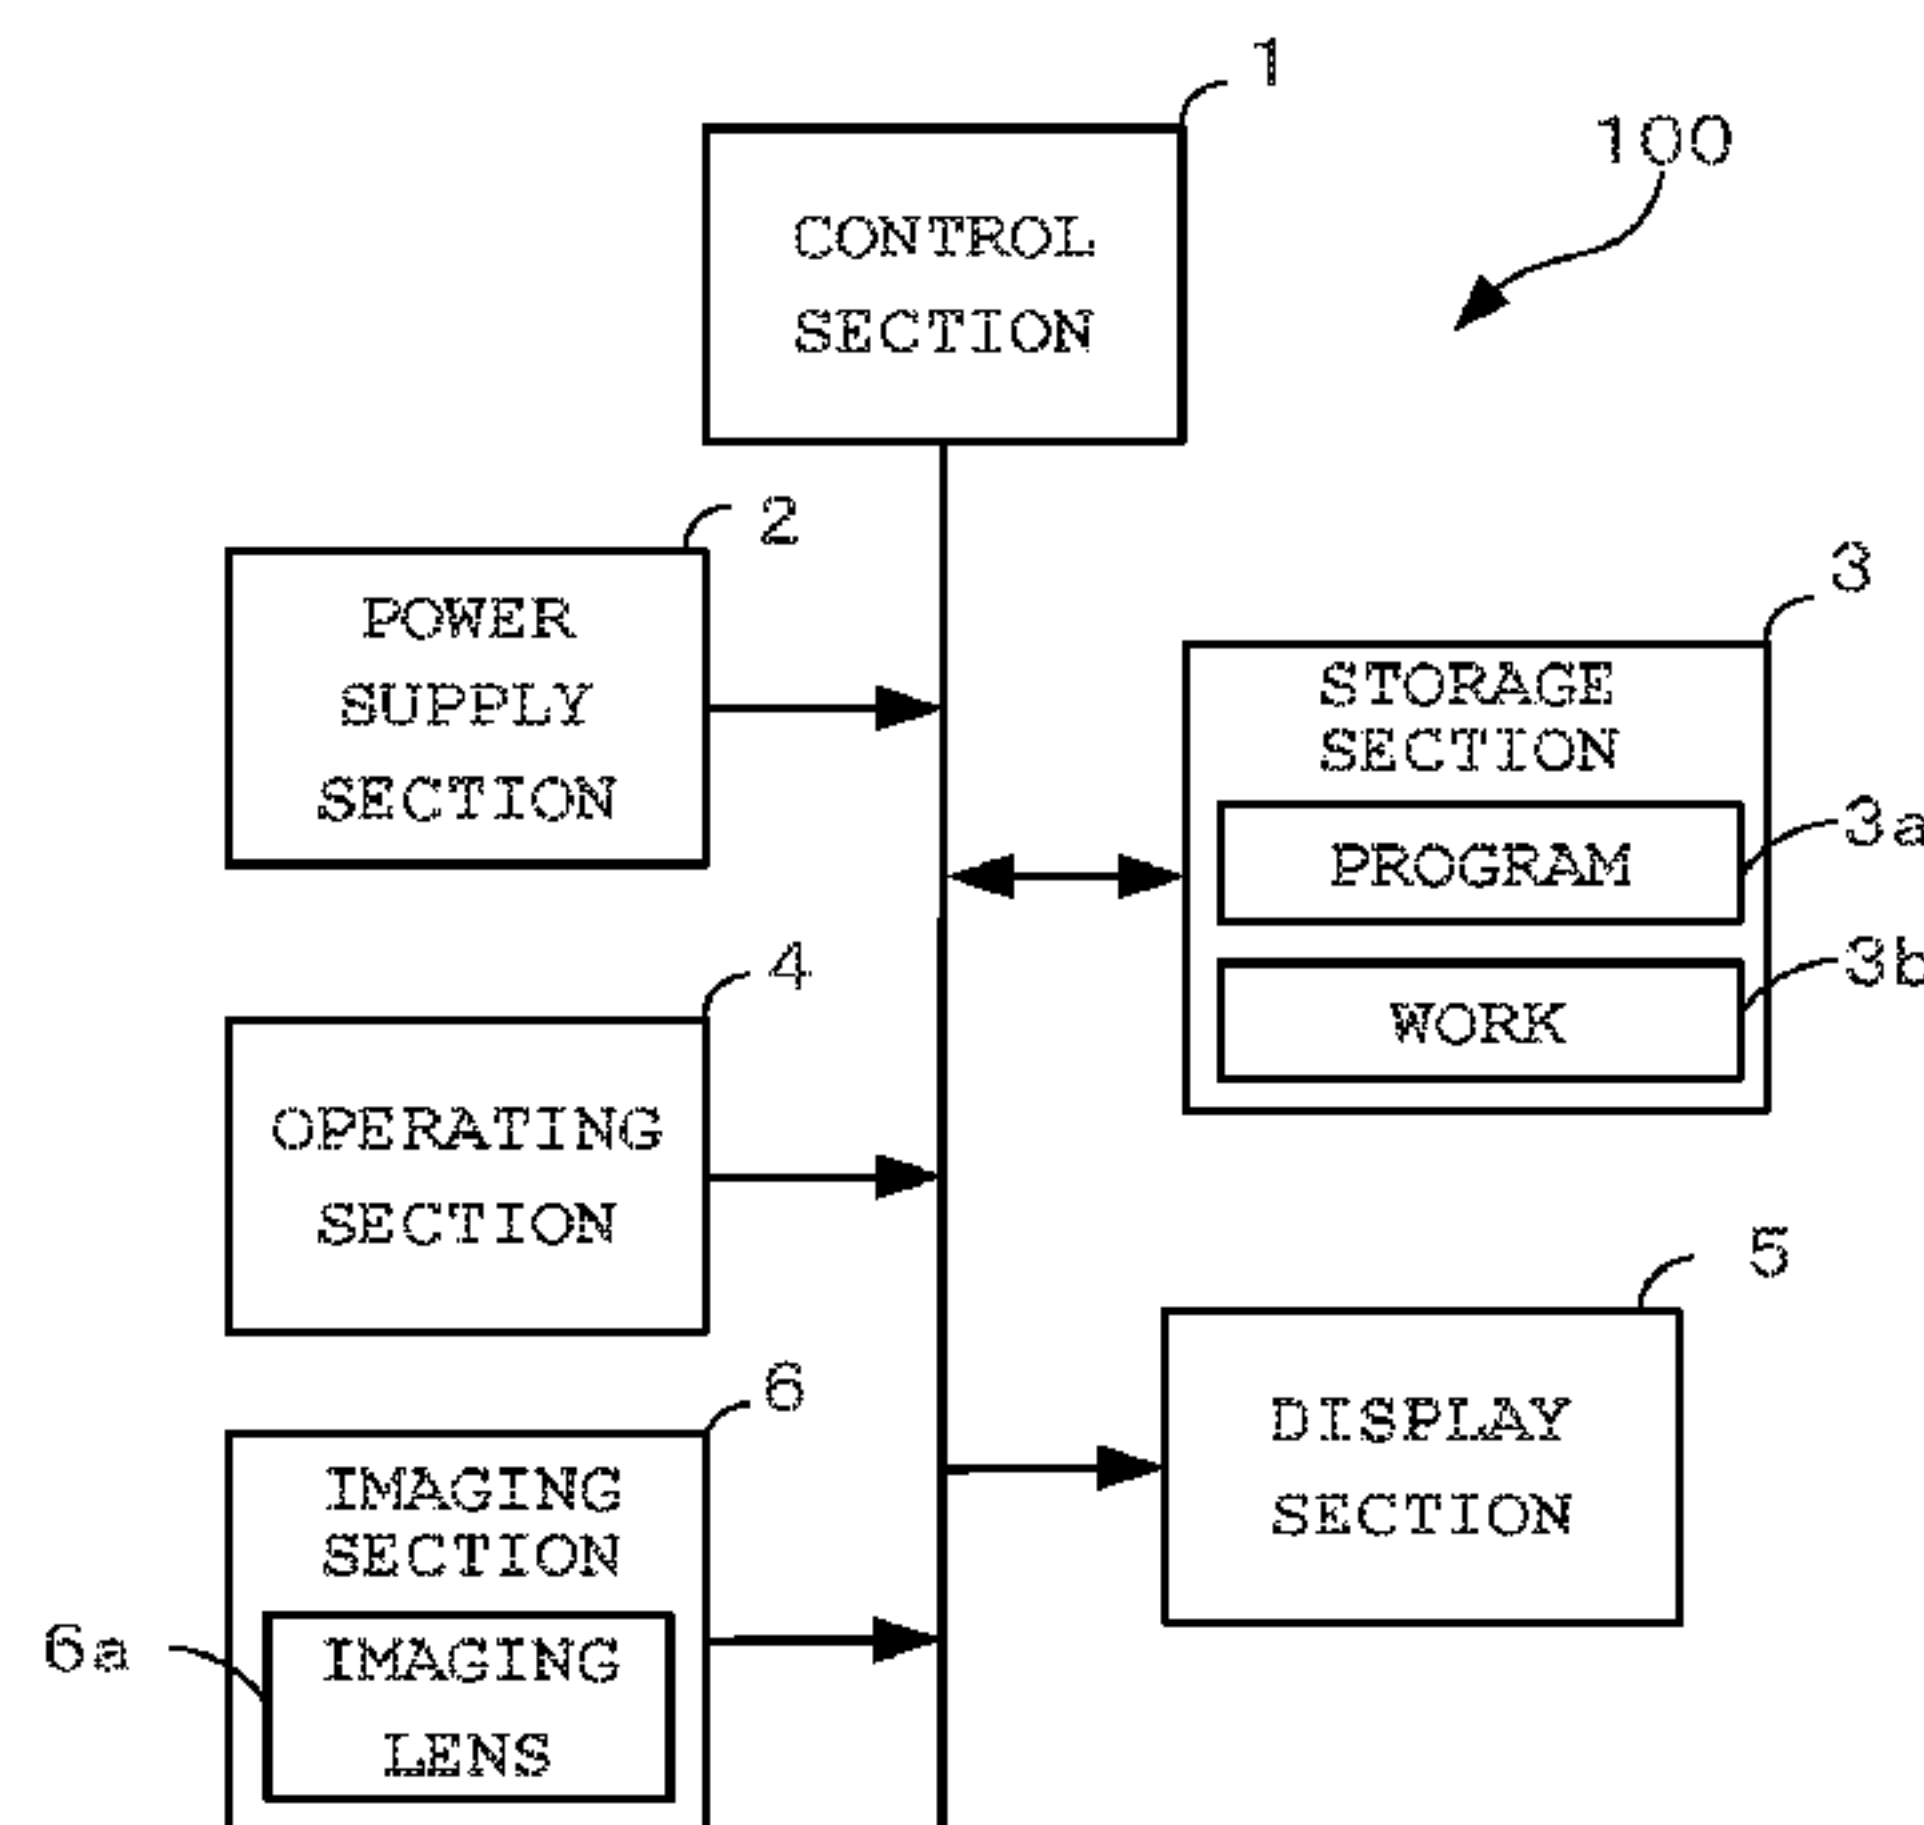 1
100
CONTROL
SECTION
2
POWER
SUPPLY
SECTION
3
STORAGE
SECTION
3a
PROGRAM
3b
WORK
4
OPERATING
SECTION
5
DISPLAY
SECTION
6
IMAGING
SECTION
6a
IMAGING
LENS